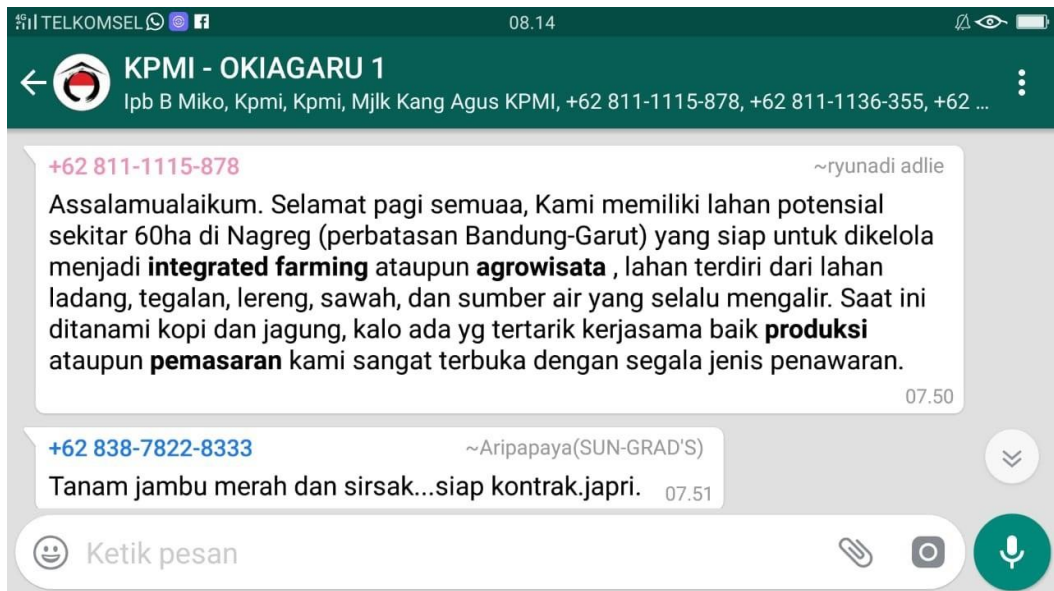 4G TELKOMSEL 08.14
KPMI - OKIAGARU 1
Ipb B Miko, Kpmi, Kpmi, Mjlk Kang Agus KPMI, +62 811-1115-878, +62 811-1136-355, +62 ...
+62 811-1115-878 ~ryunadi adlie
Assalamualaikum. Selamat pagi semuaa, Kami memiliki lahan potensial
sekitar 60ha di Nagreg (perbatasan Bandung-Garut) yang siap untuk dikelola
menjadi integrated farming ataupun agrowisata , lahan terdiri dari lahan
ladang, tegalan, lereng, sawah, dan sumber air yang selalu mengalir. Saat ini
ditanami kopi dan jagung, kalo ada yg tertarik kerjasama baik produksi
ataupun pemasaran kami sangat terbuka dengan segala jenis penawaran.
07.50
+62 838-7822-8333 ~Aripapaya(SUN-GRAD'S)
Tanam jambu merah dan sirsak...siap kontrak.japri. 07.51
Ketik pesan